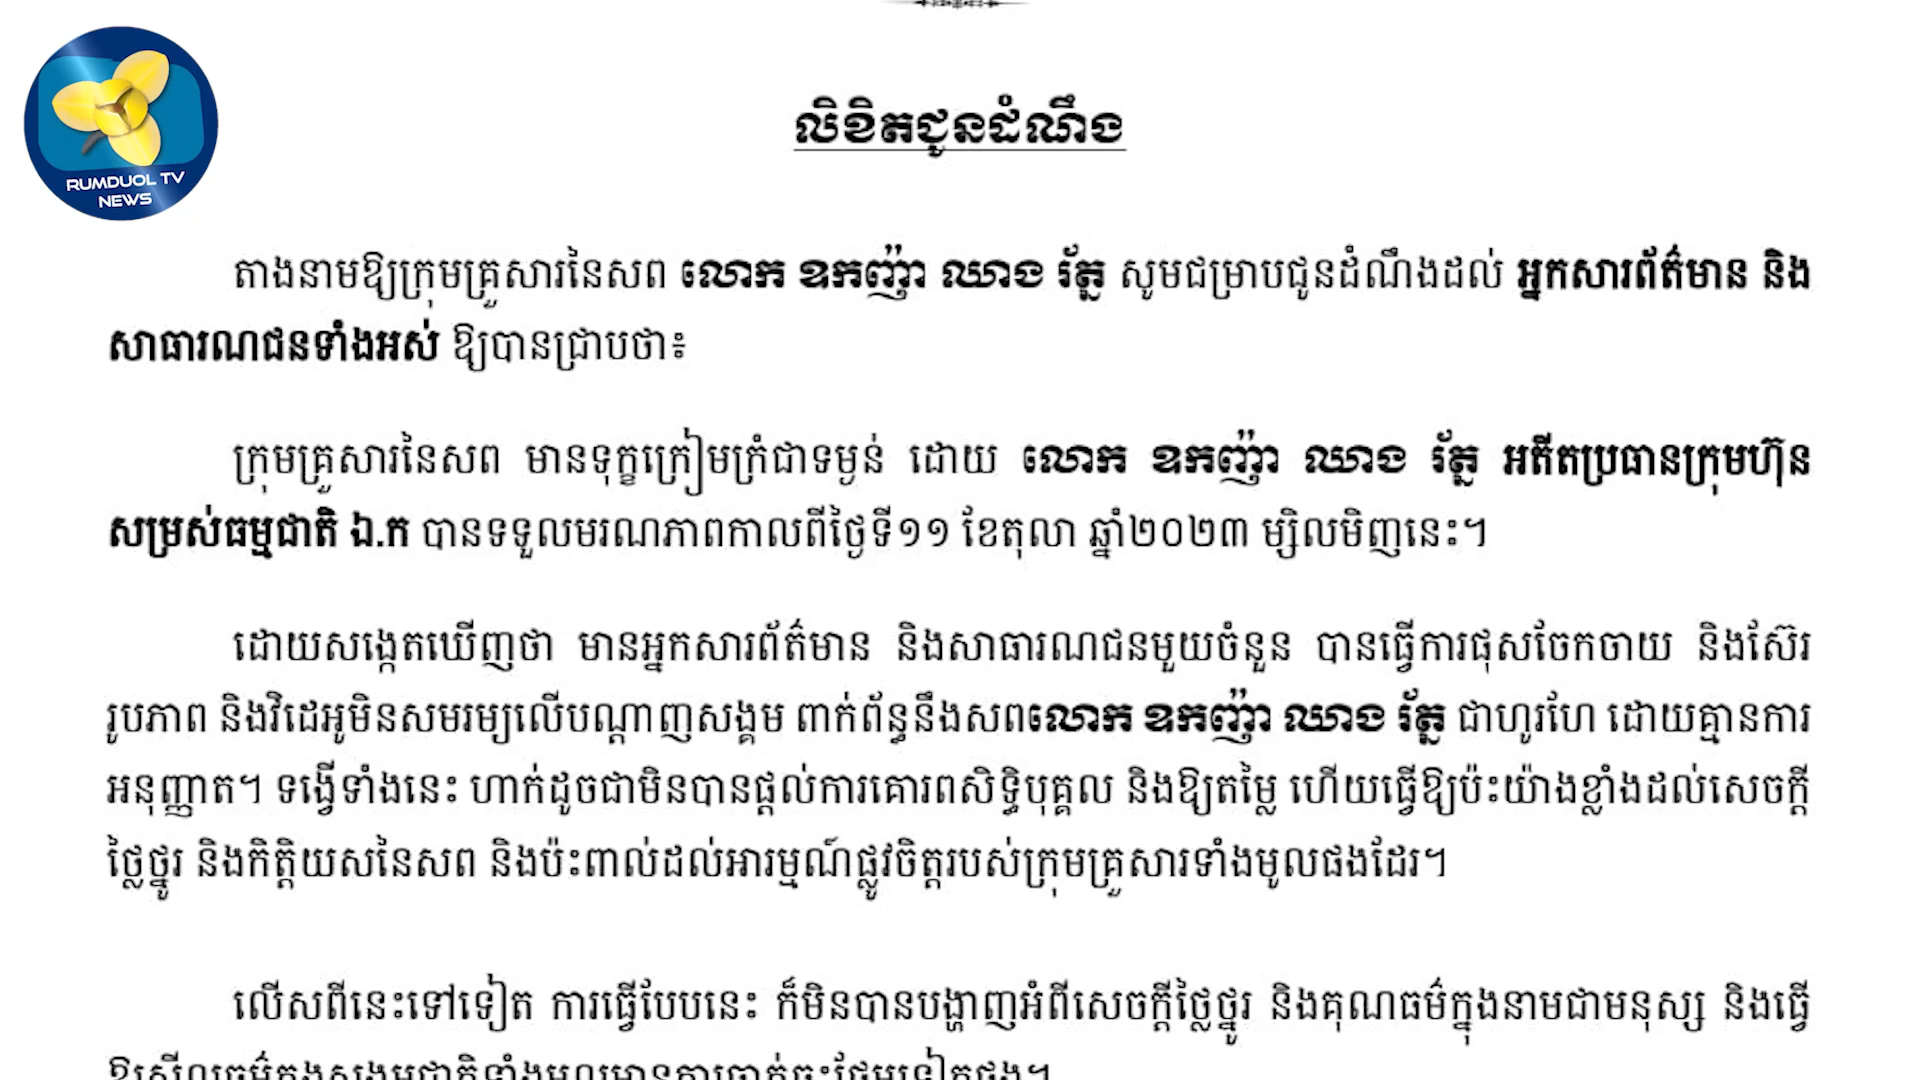 RUMDUOL TV
NEWS
លិខិតជូនដំណឹង
តាងនាមឱ្យក្រុមគ្រួសារនៃសព លោក ឧកញ៉ា ឈាង រ័ត្ន សូមជម្រាបជូនដំណឹងដល់ អ្នកសារព័ត៌មាន និង
សាធារណជនទាំងអស់ ឱ្យបានជ្រាបថា៖
ក្រុមគ្រួសារនៃសព មានទុក្ខក្រៀមក្រំជាទម្ងន់ ដោយ លោក ឧកញ៉ា ឈាង រ័ត្ន អតីតប្រធានក្រុមហ៊ុន
សម្រស់ធម្មជាតិ ឯ.ក បានទទួលមរណភាពកាលពីថ្ងៃទី១១ ខែតុលា ឆ្នាំ២០២៣ ម្សិលមិញនេះ។
ដោយសង្កេតឃើញថា មានអ្នកសារព័ត៌មាន និងសាធារណជនមួយចំនួន បានធ្វើការផុសចែកចាយ និងស៊ែរ
រូបភាព និងវិដេអូមិនសមរម្យលើបណ្តាញសង្គម ពាក់ព័ន្ធនឹងសពលោក ឧកញ៉ា ឈាង រ័ត្ន ជាហូរហែ ដោយគ្មានការ
អនុញ្ញាត។ ទង្វើទាំងនេះ ហាក់ដូចជាមិនបានផ្តល់ការគោរពសិទ្ធិបុគ្គល និងឱ្យតម្លៃ ហើយធ្វើឱ្យប៉ះយ៉ាងខ្លាំងដល់សេចក្តី
ថ្លៃថ្នូរ និងកិត្តិយសនៃសព និងប៉ះពាល់ដល់អារម្មណ៍ផ្លូវចិត្តរបស់ក្រុមគ្រួសារទាំងមូលផងដែរ។
លើសពីនេះទៅទៀត ការធ្វើបែបនេះ ក៏មិនបានបង្ហាញអំពីសេចក្តីថ្លៃថ្នូរ និងគុណធម៌ក្នុងនាមជាមនុស្ស និងធ្វើ